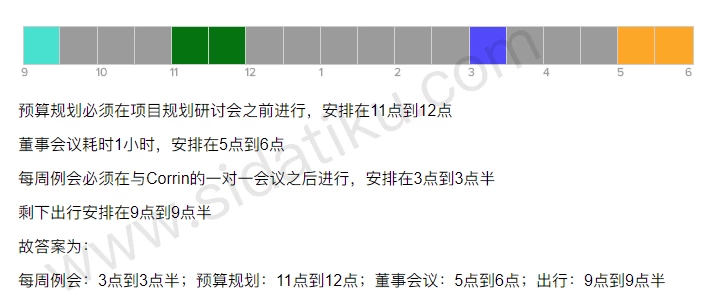 9 10 11 12 1 2 3 4 5 6
预算规划必须在项目规划研讨会之前进行，安排在11点到12点
董事会议耗时1小时，安排在5点到6点
每周例会必须在与Corrin的一对一会议之后进行，安排在3点到3点半
剩下出行安排在9点到9点半
故答案为：
每周例会：3点到3点半；预算规划：11点到12点；董事会议：5点到6点；出行：9点到9点半
www.sidatiku.com